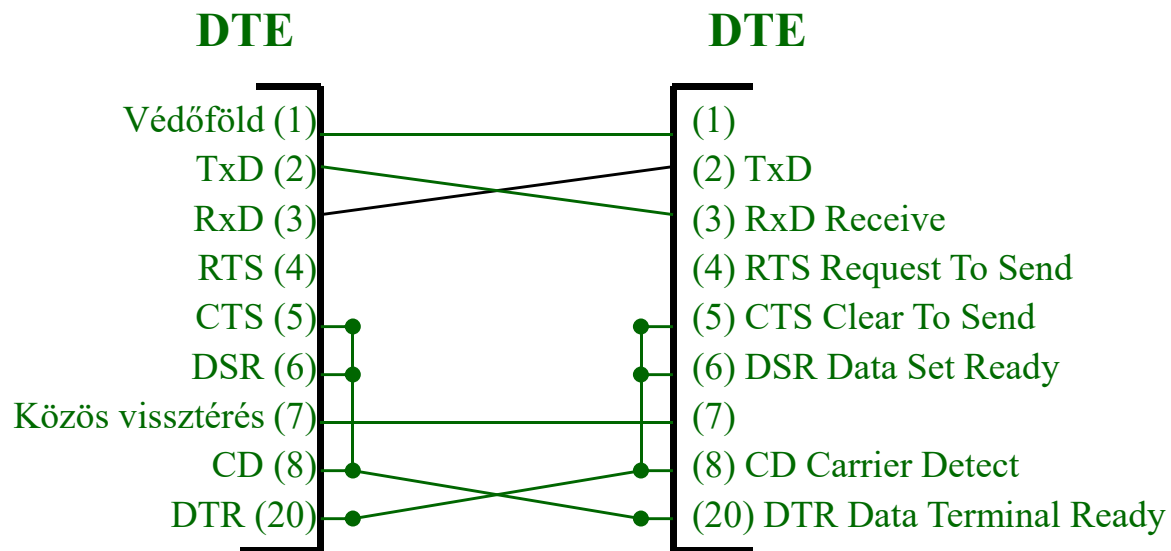 DTE DTE
Védőföld (1) (1)
TxD (2) (2) TxD
RxD (3) (3) RxD Receive
RTS (4) (4) RTS Request To Send
CTS (5) (5) CTS Clear To Send
DSR (6) (6) DSR Data Set Ready
Közös vissztérés (7) (7)
CD (8) (8) CD Carrier Detect
DTR (20) (20) DTR Data Terminal Ready